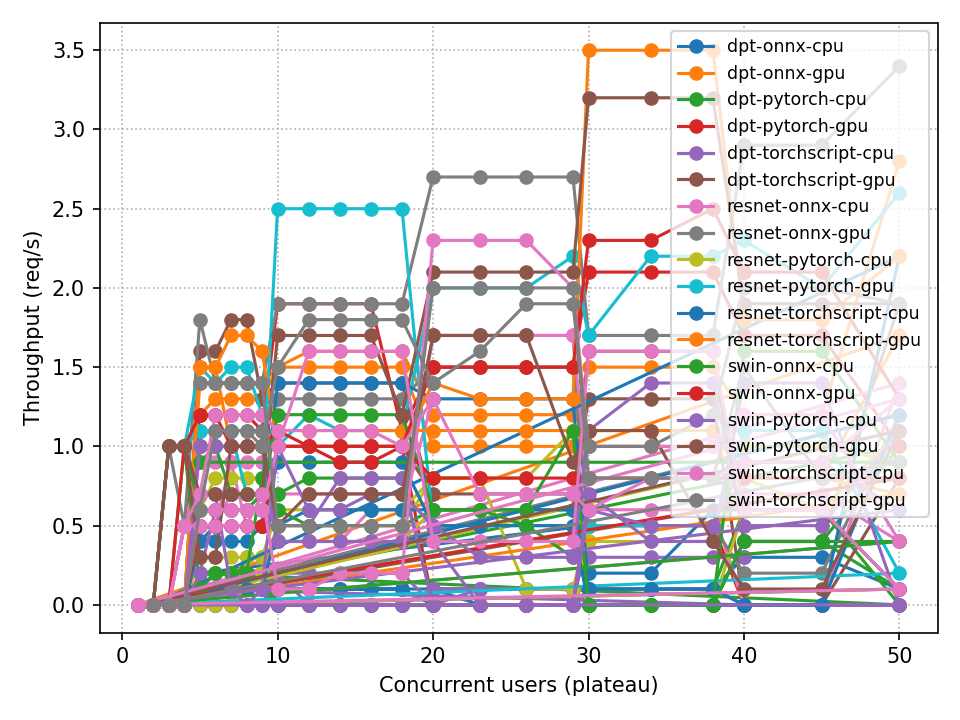 3.5
3.0
2.5
2.0
1.5
1.0
0.5
0.0
Throughput (req/s)
0
10
20
30
40
50
Concurrent users (plateau)
dpt-onnx-cpu
dpt-onnx-gpu
dpt-pytorch-cpu
dpt-pytorch-gpu
dpt-torchscript-cpu
dpt-torchscript-gpu
resnet-onnx-cpu
resnet-onnx-gpu
resnet-pytorch-cpu
resnet-pytorch-gpu
resnet-torchscript-cpu
resnet-torchscript-gpu
swin-onnx-cpu
swin-onnx-gpu
swin-pytorch-cpu
swin-pytorch-gpu
swin-torchscript-cpu
swin-torchscript-gpu